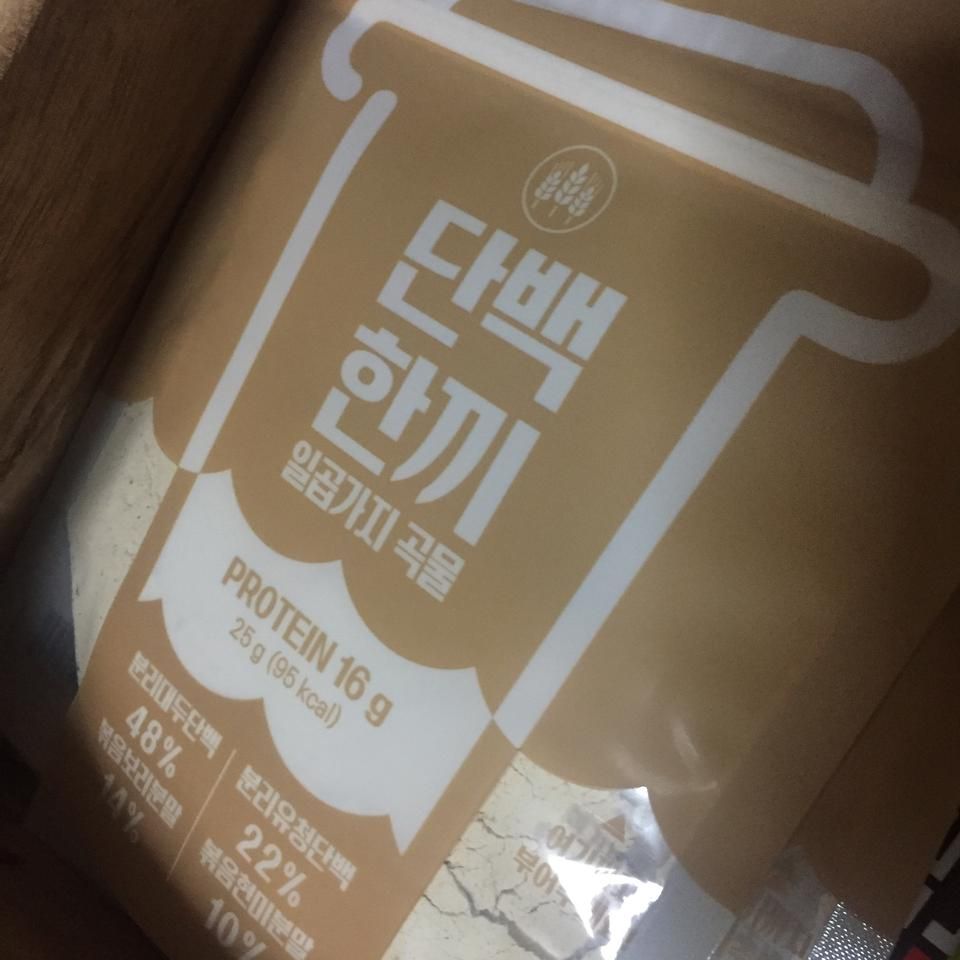 단백
한끼
일곱가지 곡물
PROTEIN 16 g
25 g (95 kcal)
분리대두단백
48%
볶음보리분말
14%
분리유청단백
22%
볶음현미분말
10%